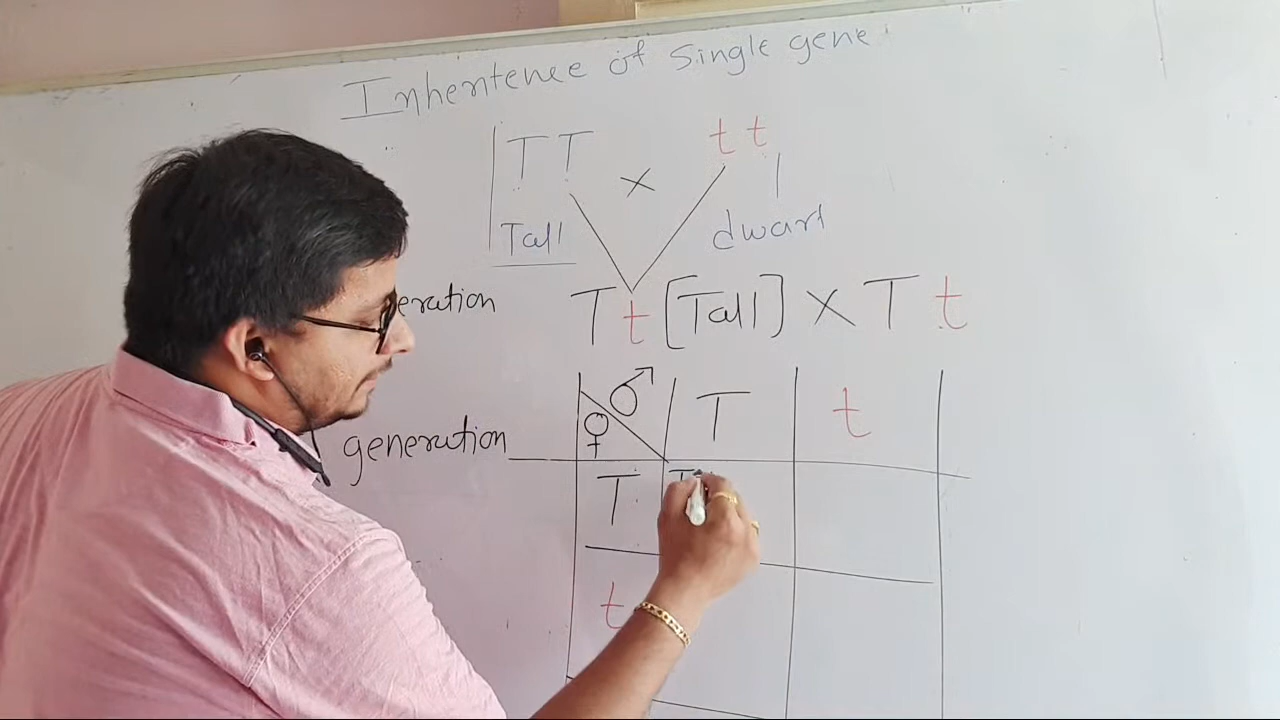 Inheritence of Single gene.
TT × tt
Tall dwarf
eration Tt [Tall] × Tt
♀ ♂ T t
generation
T
t